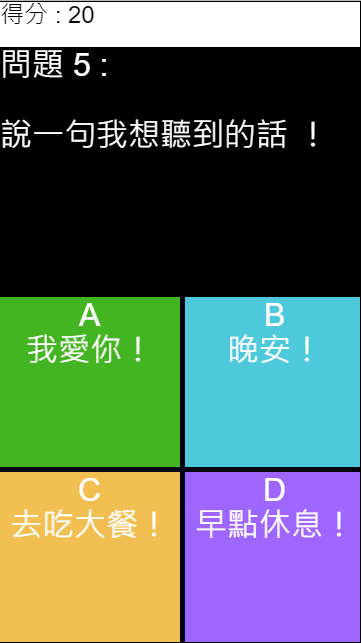 得分 : 20
問題 5 :
說一句我想聽到的話 ！
A
我愛你！
B
晚安！
C
去吃大餐！
D
早點休息！